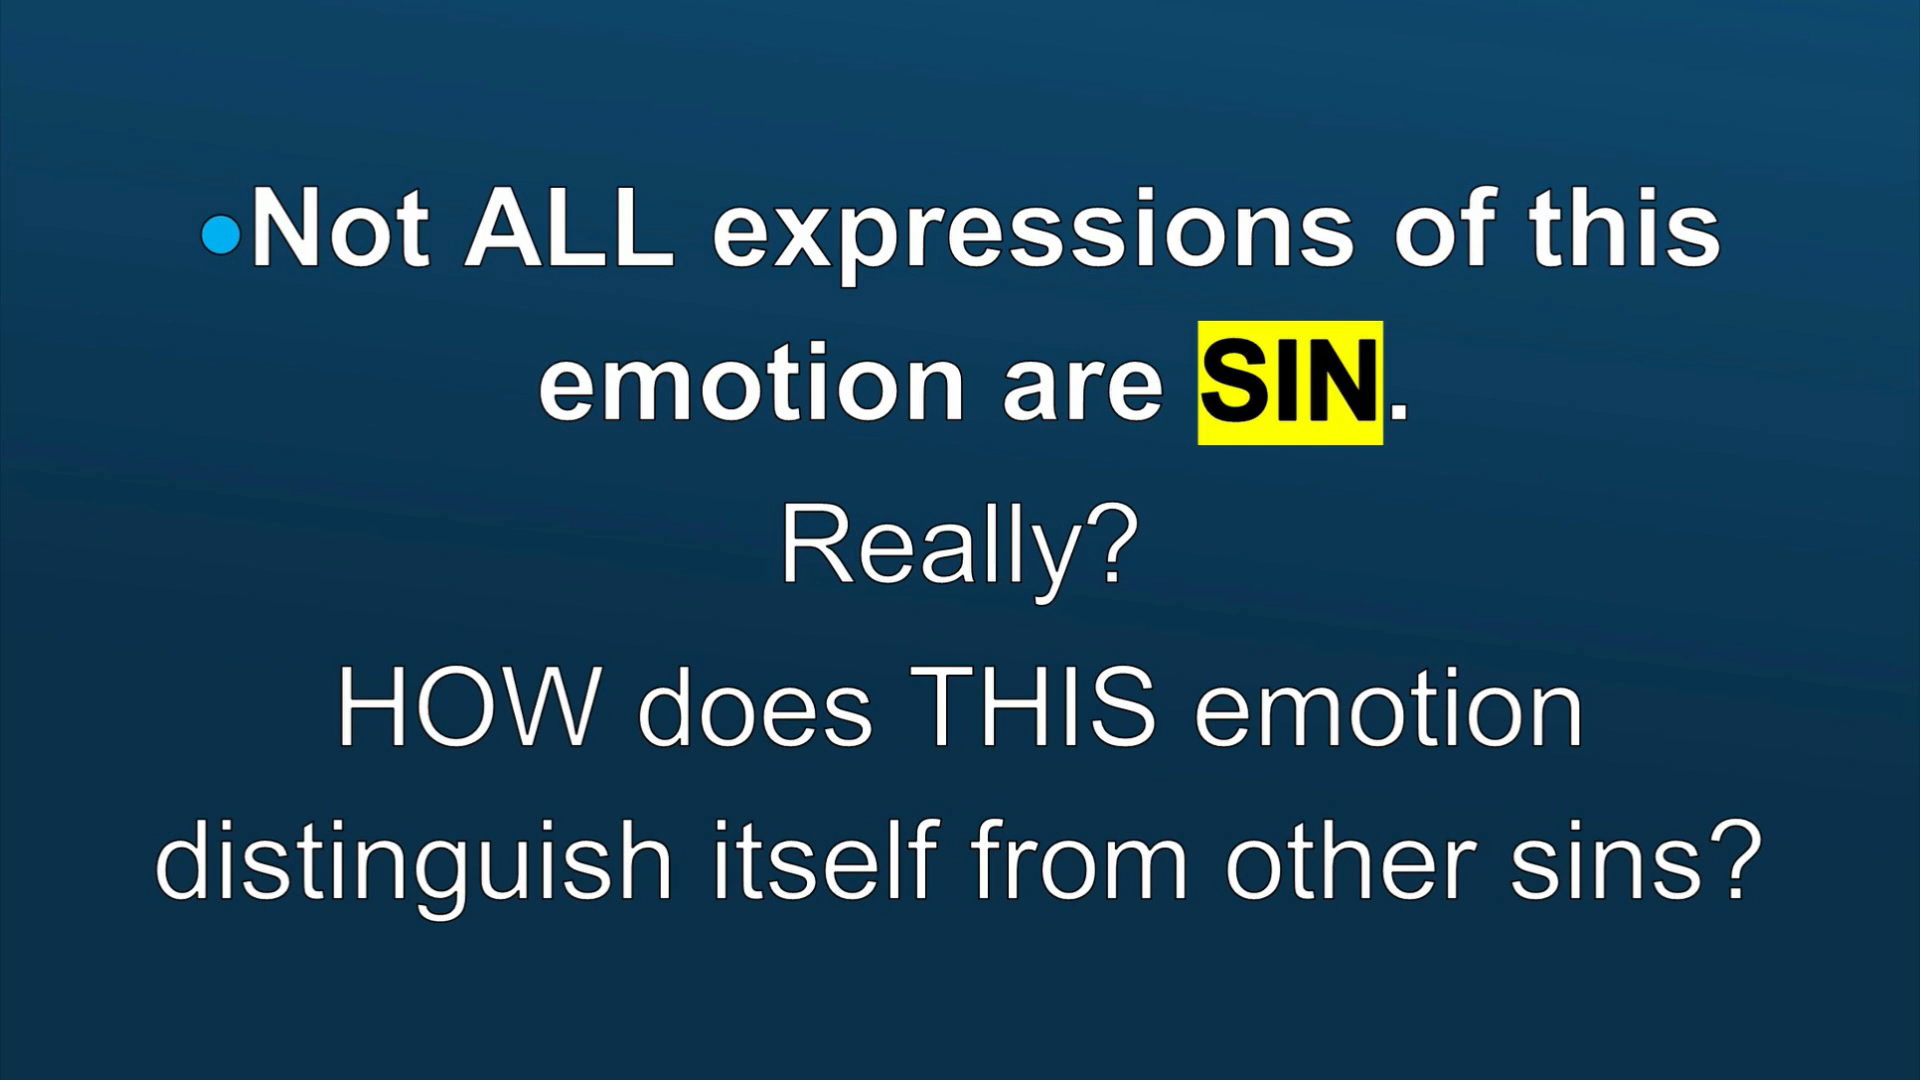 •Not ALL expressions of this
emotion are SIN.
Really?
HOW does THIS emotion
distinguish itself from other sins?